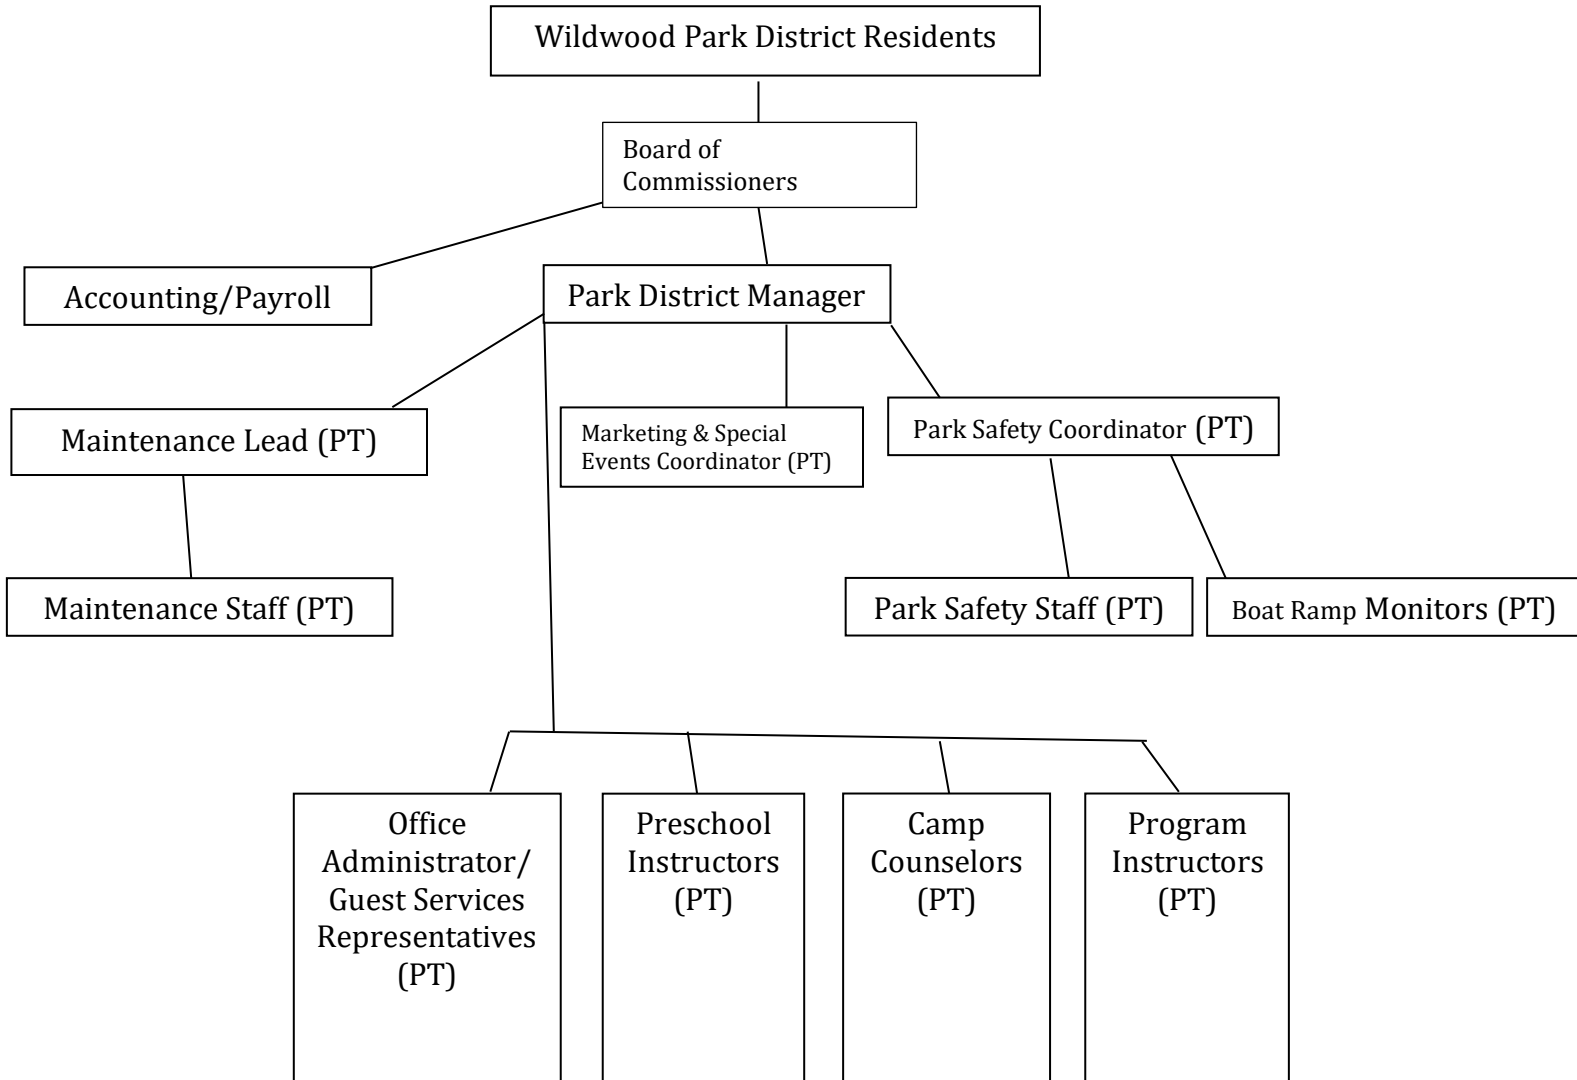 Wildwood Park District Residents
Board of
Commissioners
Accounting/Payroll
Park District Manager
Maintenance Lead (PT)
Marketing & Special
Events Coordinator (PT)
Park Safety Coordinator (PT)
Maintenance Staff (PT)
Park Safety Staff (PT)
Boat Ramp Monitors (PT)
Office
Administrator/
Guest Services
Representatives
(PT)
Preschool
Instructors
(PT)
Camp
Counselors
(PT)
Program
Instructors
(PT)